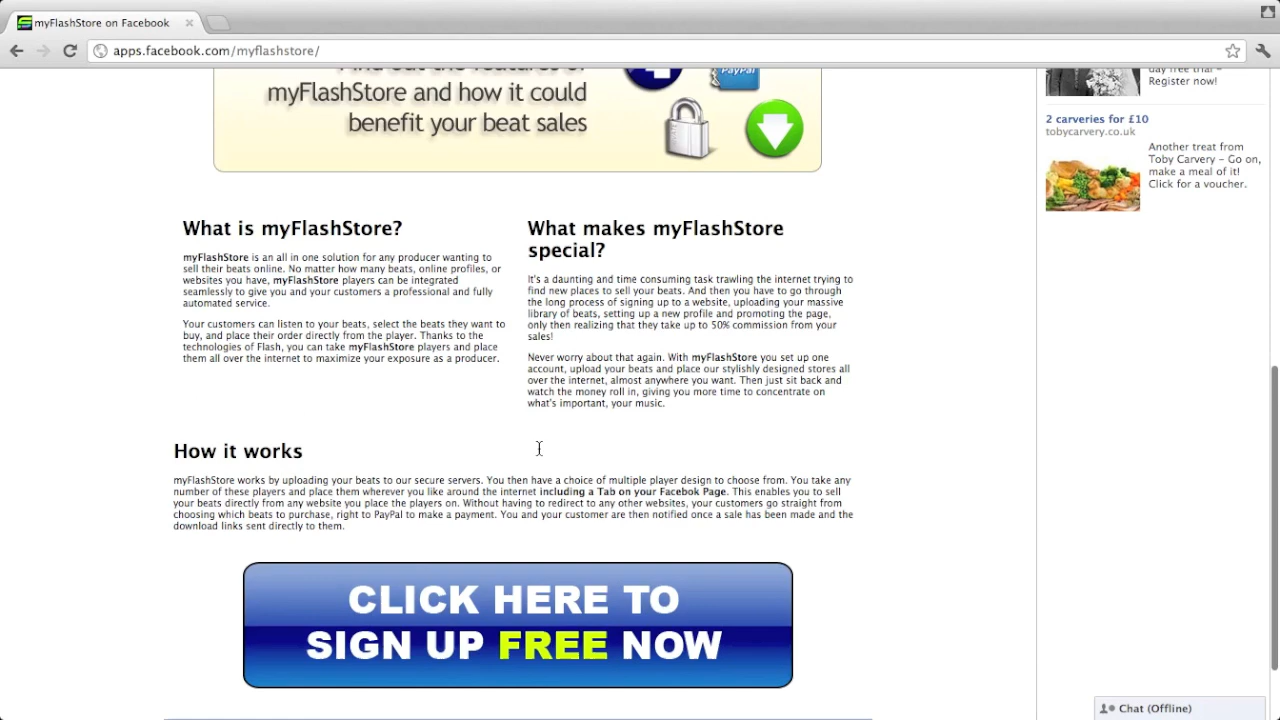 myFlashStore on Facebook
apps.facebook.com/myflashstore/
myFlashStore and how it could
benefit your beat sales
PayPal
day free trial –
Register now!
2 carveries for £10
tobycarvery.co.uk
Another treat from
Toby Carvery – Go on,
make a meal of it!
Click for a voucher.
What is myFlashStore?
myFlashStore is an all in one solution for any producer wanting to
sell their beats online. No matter how many beats, online profiles, or
websites you have, myFlashStore players can be integrated
seamlessly to give you and your customers a professional and fully
automated service.
Your customers can listen to your beats, select the beats they want to
buy, and place their order directly from the player. Thanks to the
technologies of Flash, you can take myFlashStore players and place
them all over the internet to maximize your exposure as a producer.
What makes myFlashStore
special?
It's a daunting and time consuming task trawling the internet trying to
find new places to sell your beats. And then you have to go through
the long process of signing up to a website, uploading your massive
library of beats, setting up a new profile and promoting the page,
only then realizing that they take up to 50% commission from your
sales!
Never worry about that again. With myFlashStore you set up one
account, upload your beats and place our stylishly designed stores all
over the internet, almost anywhere you want. Then just sit back and
watch the money roll in, giving you more time to concentrate on
what's important, your music.
How it works
myFlashStore works by uploading your beats to our secure servers. You then have a choice of multiple player design to choose from. You take any
number of these players and place them wherever you like around the internet including a Tab on your Facebok Page. This enables you to sell
your beats directly from any website you place the players on. Without having to redirect to any other websites, your customers go straight from
choosing which beats to purchase, right to PayPal to make a payment. You and your customer are then notified once a sale has been made and the
download links sent directly to them.
CLICK HERE TO
SIGN UP FREE NOW
Chat (Offline)